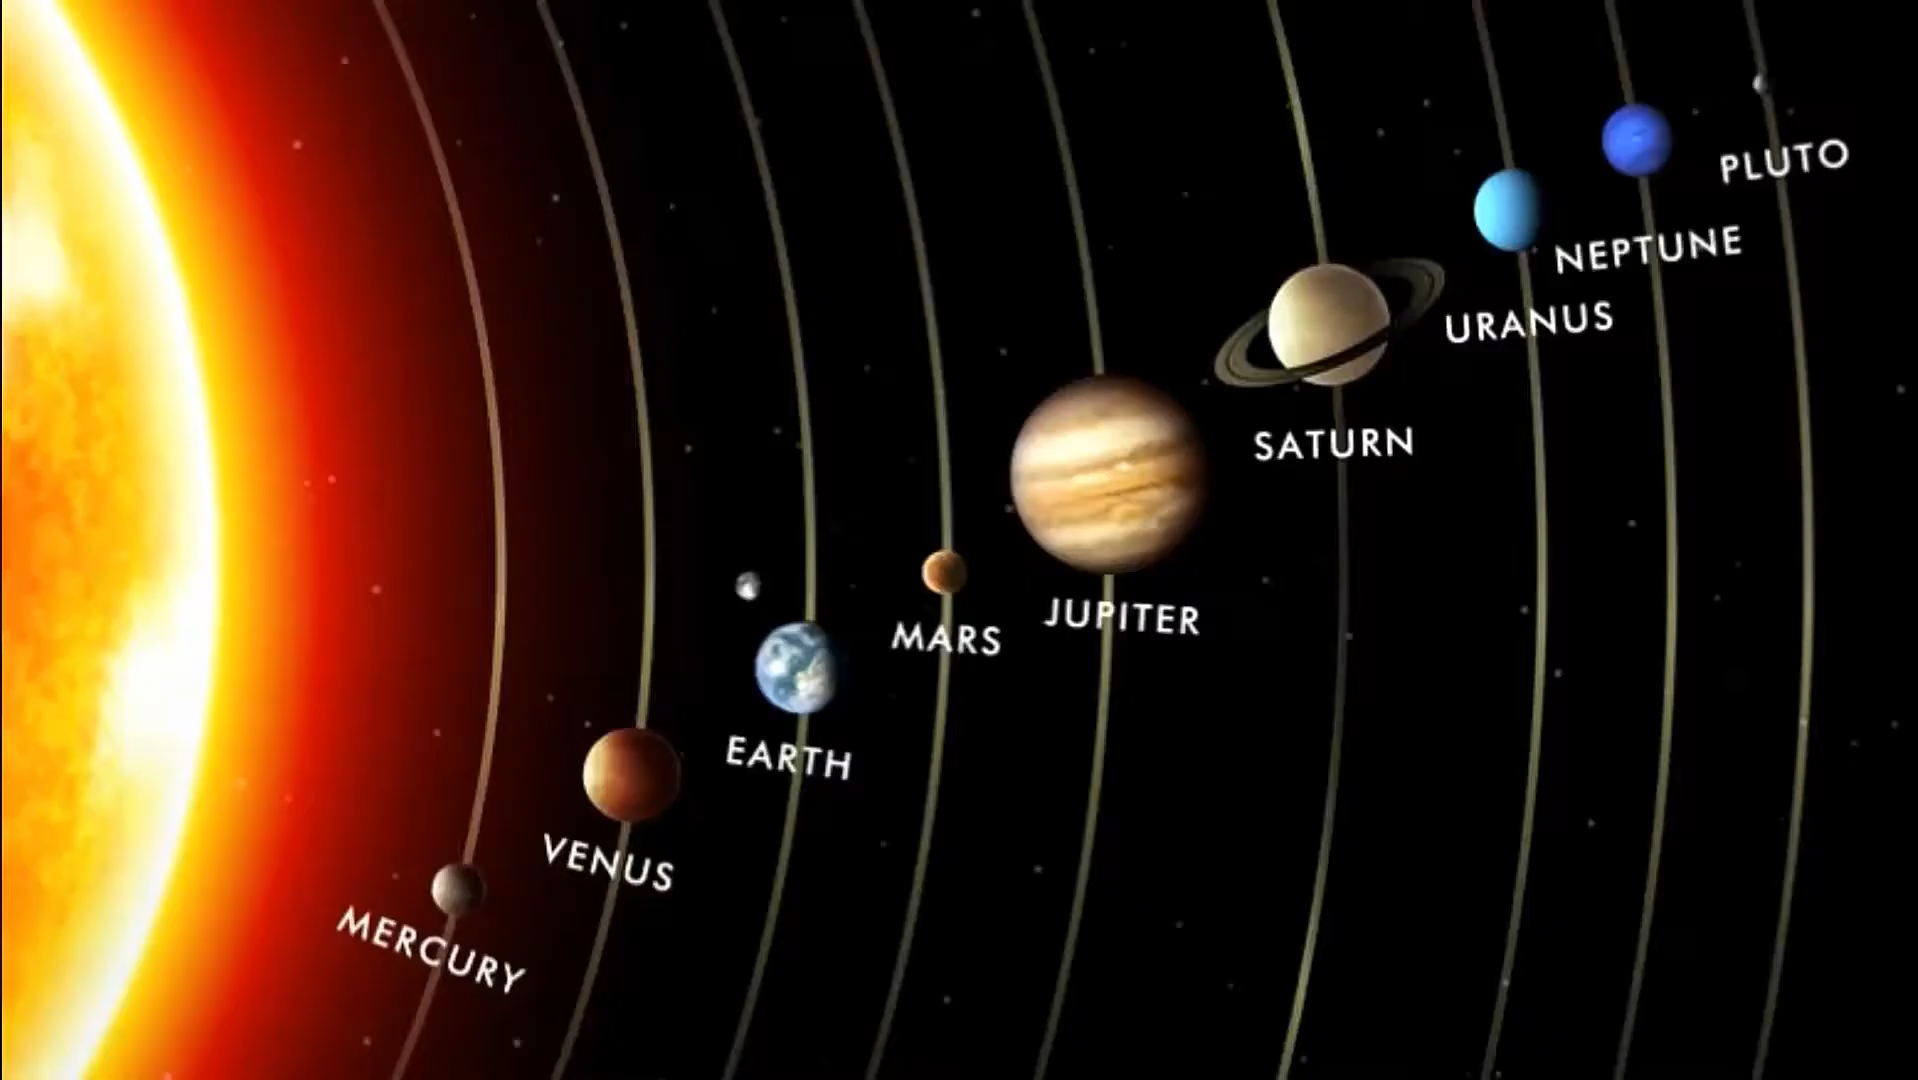 MERCURY
VENUS
EARTH
MARS
JUPITER
SATURN
URANUS
NEPTUNE
PLUTO